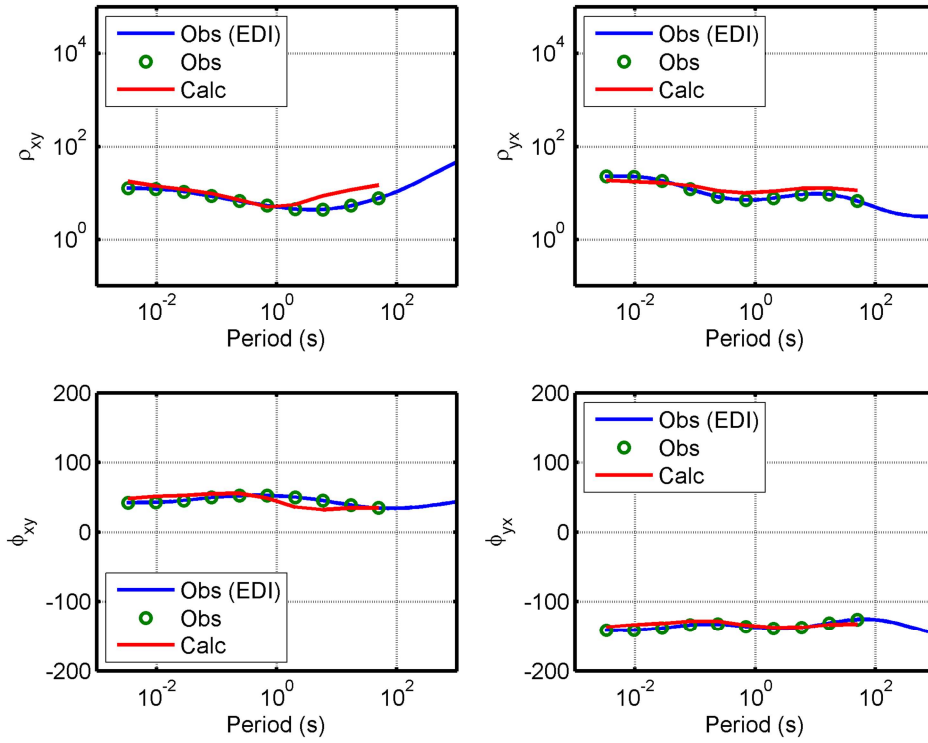 Obs (EDI)
Obs
Calc
10^4
10^2
10^0
ρ_xy
10^-2
10^0
10^2
Period (s)
Obs (EDI)
Obs
Calc
10^4
10^2
10^0
ρ_yx
10^-2
10^0
10^2
Period (s)
200
100
0
-100
-200
ϕ_xy
Obs (EDI)
Obs
Calc
10^-2
10^0
10^2
Period (s)
200
100
0
-100
-200
ϕ_yx
Obs (EDI)
Obs
Calc
10^-2
10^0
10^2
Period (s)